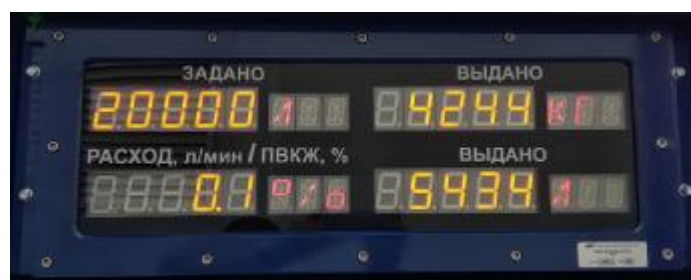 ЗАДАНО ВЫДАНО
20000 Л 4244 КГ
РАСХОД, л/мин / ПВКЖ, % ВЫДАНО
0.1 % 5434 Л